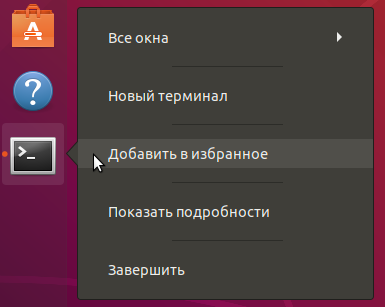 Все окна
Новый терминал
Добавить в избранное
Показать подробности
Завершить